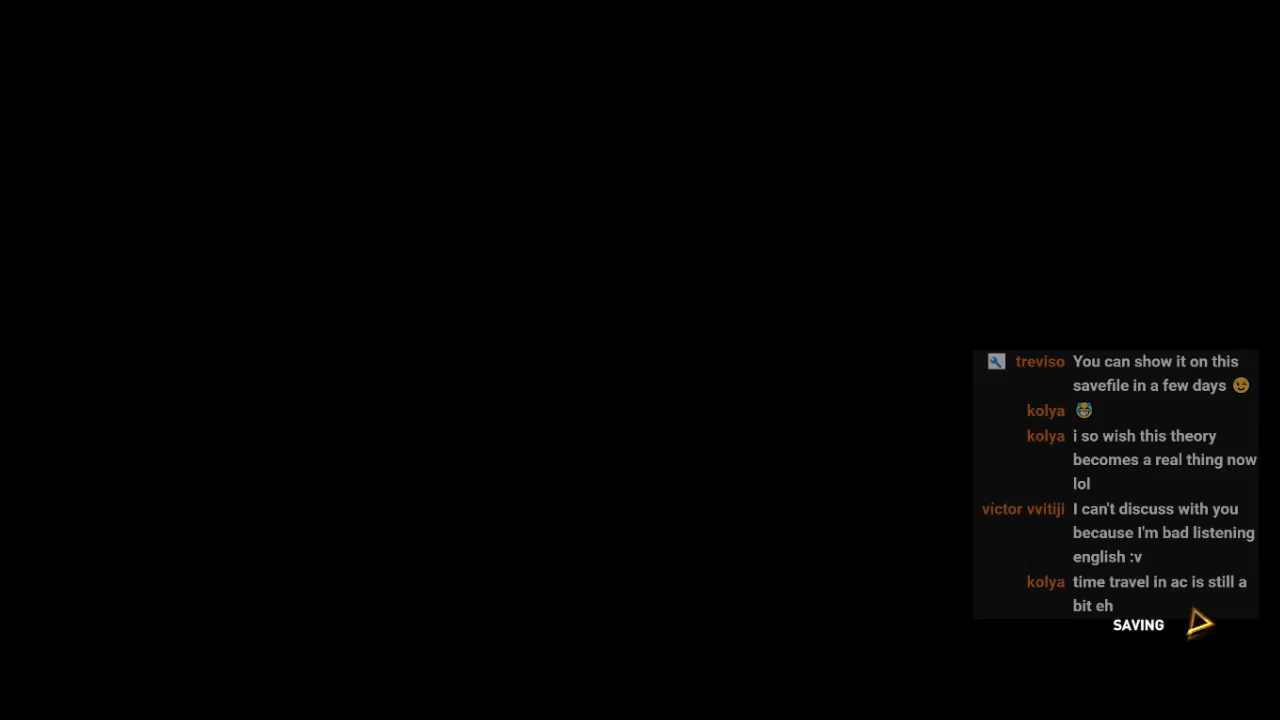 treviso You can show it on this
savefile in a few days 😉
kolya 😹
kolya i so wish this theory
becomes a real thing now
lol
victor vvitiji I can't discuss with you
because I'm bad listening
english :v
kolya time travel in ac is still a
bit eh
SAVING